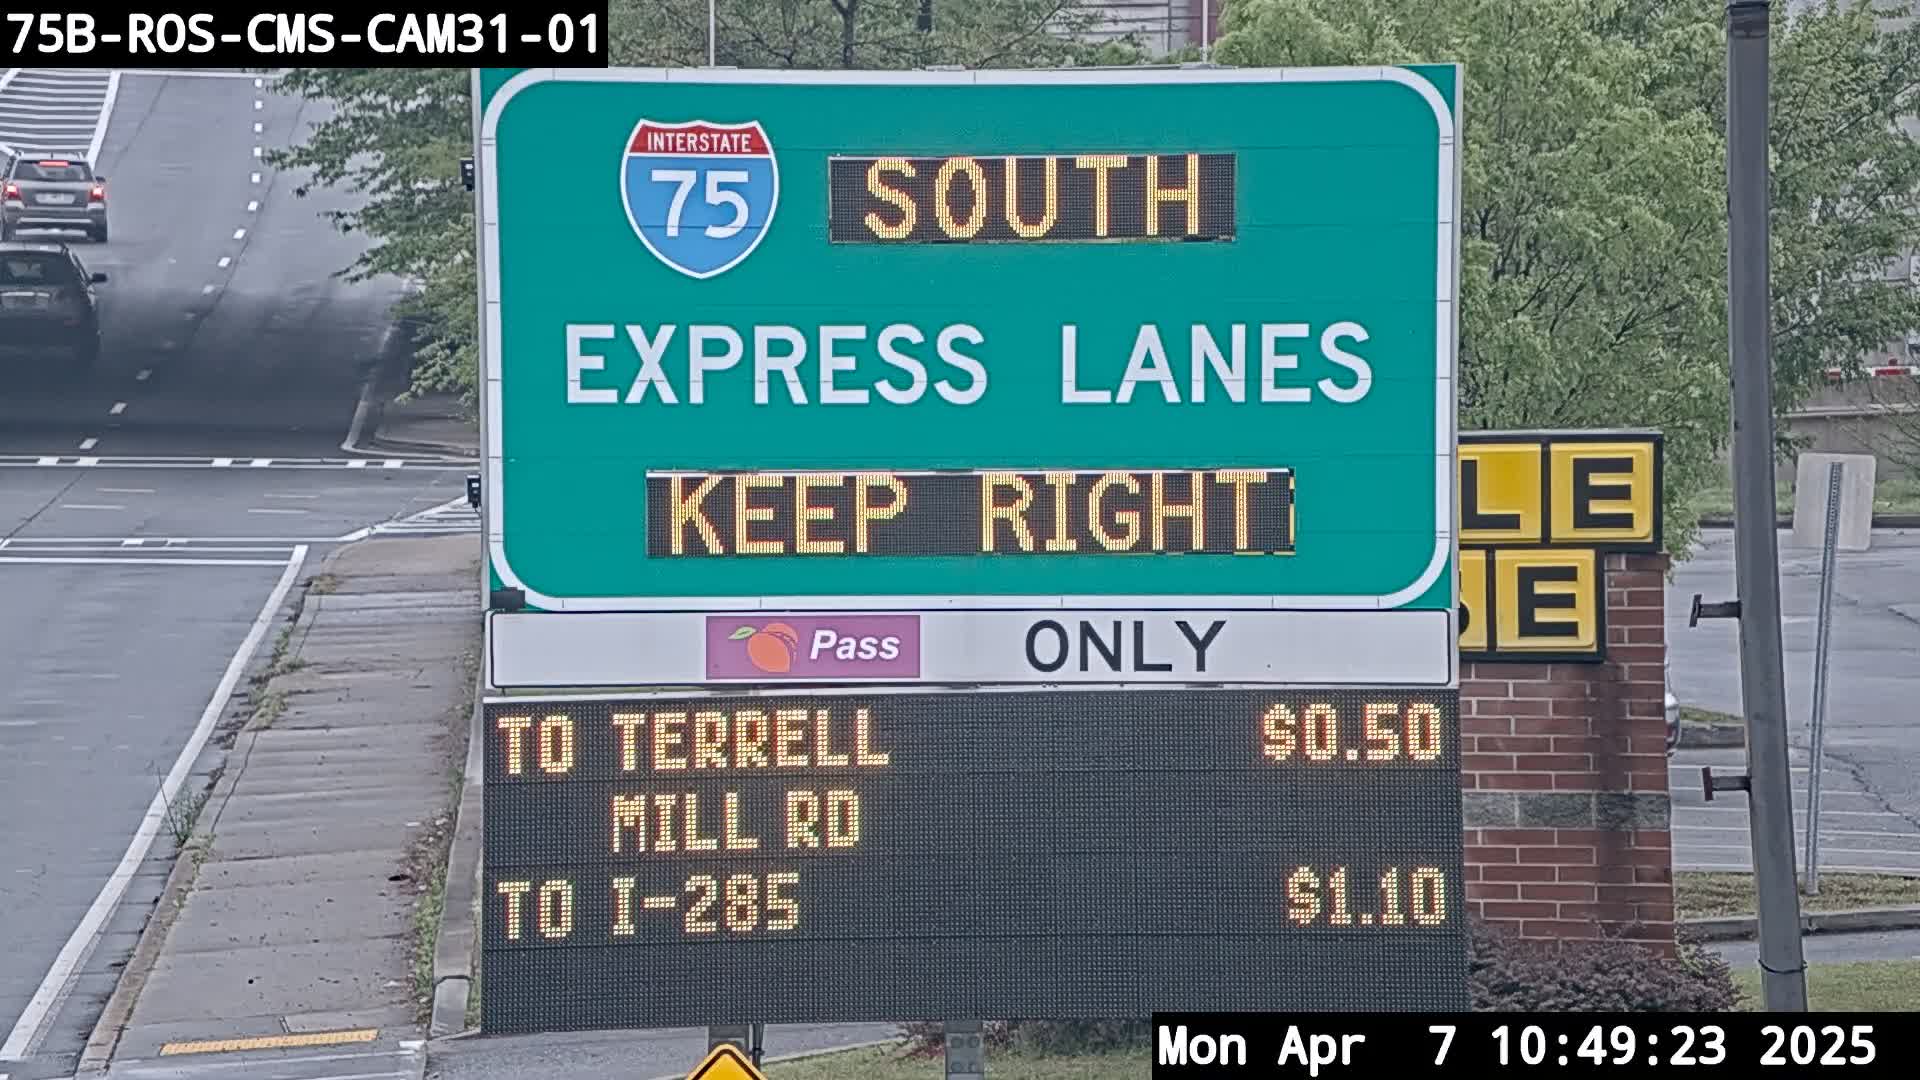 75B-ROS-CMS-CAM31-01
INTERSTATE
75
SOUTH
EXPRESS LANES
KEEP RIGHT
Pass ONLY
TO TERRELL $0.50
MILL RD
TO I-285 $1.10
LE
E
Mon Apr 7 10:49:23 2025